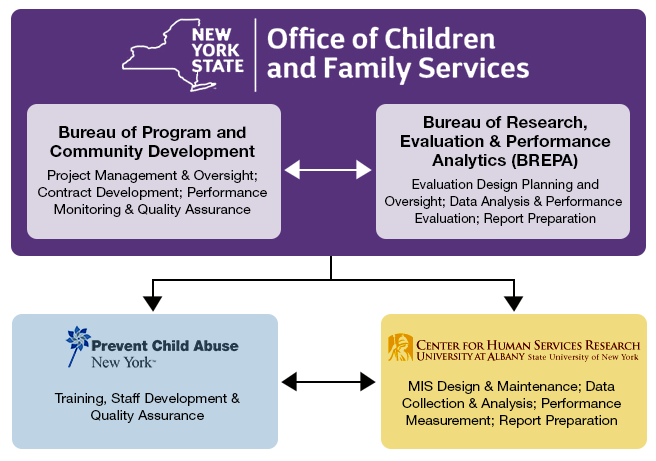 NEW
YORK
STATE
Office of Children
and Family Services
Bureau of Program and
Community Development
Project Management & Oversight;
Contract Development; Performance
Monitoring & Quality Assurance
Bureau of Research,
Evaluation & Performance
Analytics (BREPA)
Evaluation Design Planning and
Oversight; Data Analysis & Performance
Evaluation; Report Preparation
Prevent Child Abuse
New York™
Training, Staff Development &
Quality Assurance
CENTER FOR HUMAN SERVICES RESEARCH
UNIVERSITY AT ALBANY State University of New York
MIS Design & Maintenance; Data
Collection & Analysis; Performance
Measurement; Report Preparation